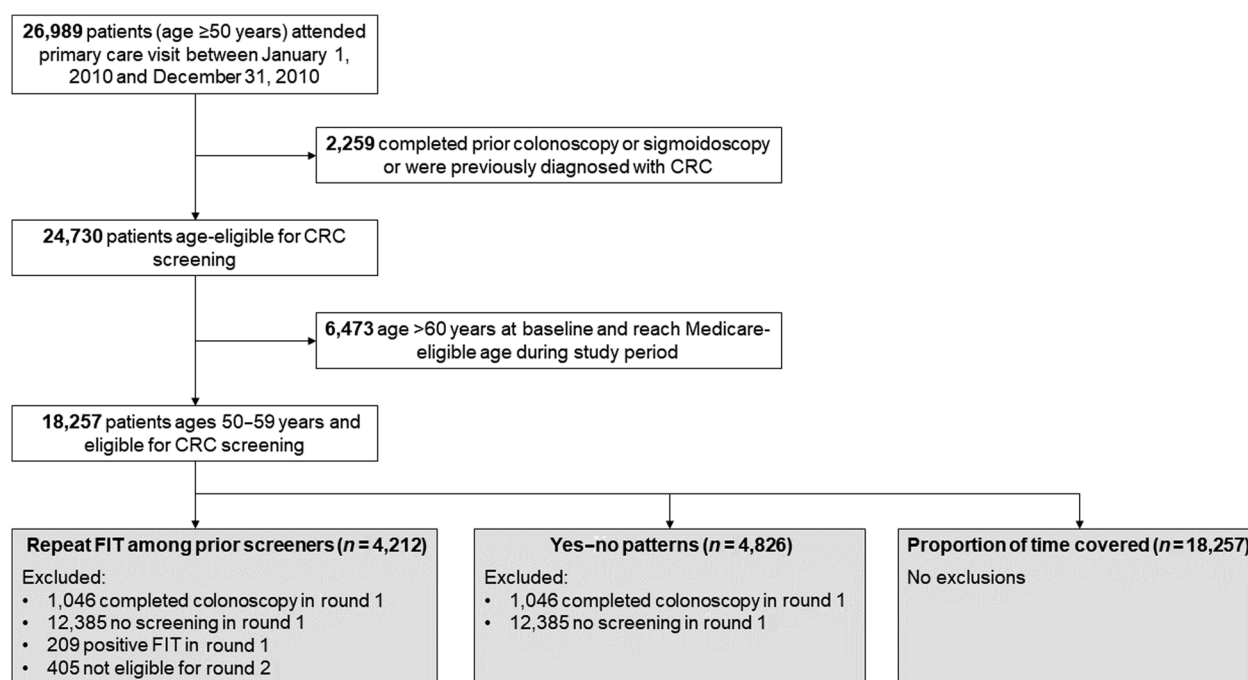 26,989 patients (age ≥50 years) attended
primary care visit between January 1,
2010 and December 31, 2010
2,259 completed prior colonoscopy or sigmoidoscopy
or were previously diagnosed with CRC
24,730 patients age-eligible for CRC
screening
6,473 age >60 years at baseline and reach Medicare-
eligible age during study period
18,257 patients ages 50–59 years and
eligible for CRC screening
Repeat FIT among prior screeners (n = 4,212)
Excluded:
• 1,046 completed colonoscopy in round 1
• 12,385 no screening in round 1
• 209 positive FIT in round 1
• 405 not eligible for round 2
Yes–no patterns (n = 4,826)
Excluded:
• 1,046 completed colonoscopy in round 1
• 12,385 no screening in round 1
Proportion of time covered (n = 18,257)
No exclusions